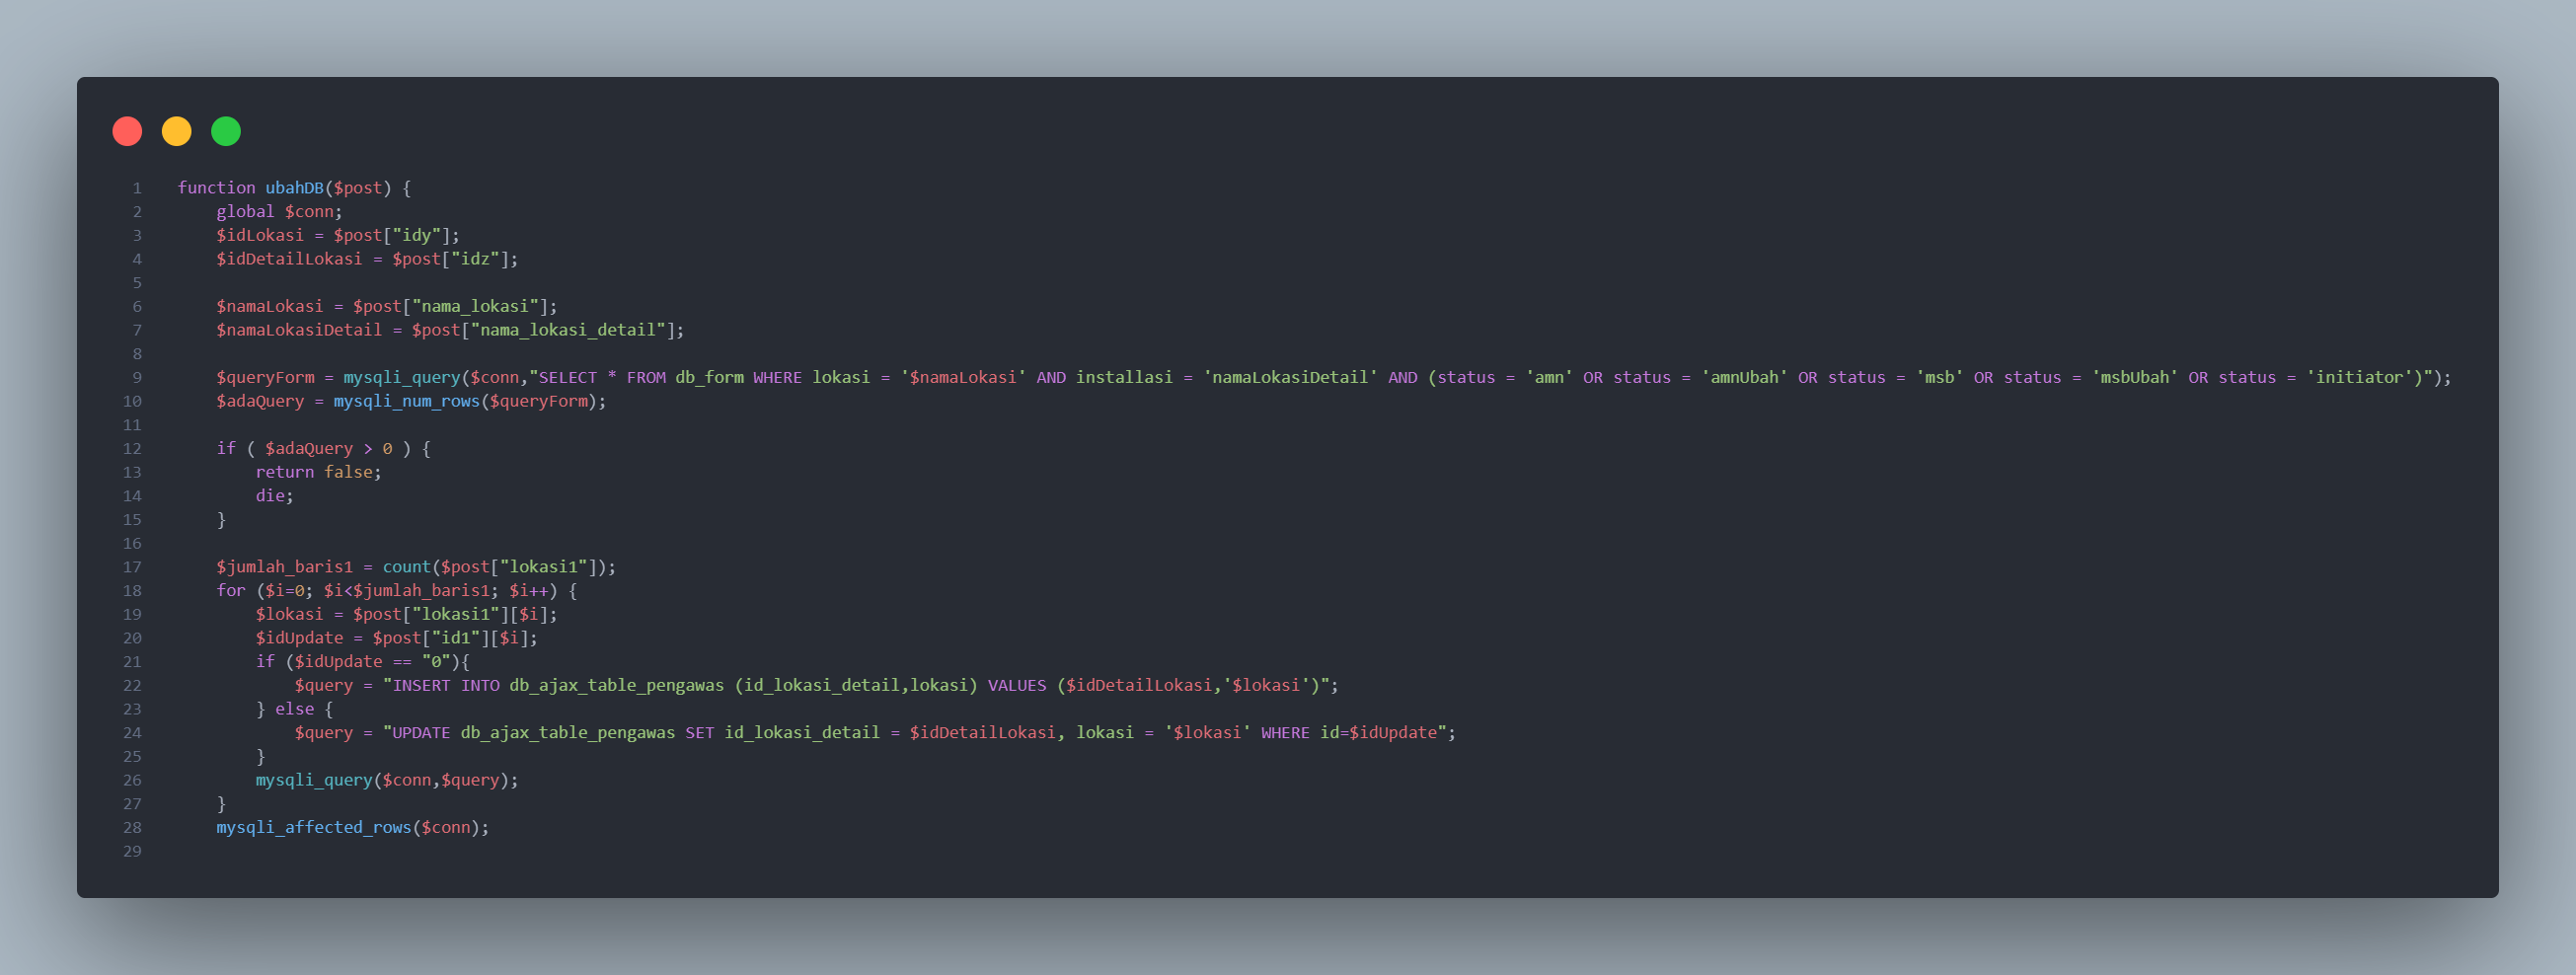 1 function ubahDB($post) {
2 global $conn;
3 $idLokasi = $post["idy"];
4 $idDetailLokasi = $post["idz"];
5
6 $namaLokasi = $post["nama_lokasi"];
7 $namaLokasiDetail = $post["nama_lokasi_detail"];
8
9 $queryForm = mysqli_query($conn,"SELECT * FROM db_form WHERE lokasi = '$namaLokasi' AND installasi = 'namaLokasiDetail' AND (status = 'amn' OR status = 'amnUbah' OR status = 'msb' OR status = 'msbUbah' OR status = 'initiator')");
10 $adaQuery = mysqli_num_rows($queryForm);
11
12 if ( $adaQuery > 0 ) {
13 return false;
14 die;
15 }
16
17 $jumlah_baris1 = count($post["lokasi1"]);
18 for ($i=0; $i<$jumlah_baris1; $i++) {
19 $lokasi = $post["lokasi1"][$i];
20 $idUpdate = $post["id1"][$i];
21 if ($idUpdate == "0"){
22 $query = "INSERT INTO db_ajax_table_pengawas (id_lokasi_detail,lokasi) VALUES ($idDetailLokasi,'$lokasi')";
23 } else {
24 $query = "UPDATE db_ajax_table_pengawas SET id_lokasi_detail = $idDetailLokasi, lokasi = '$lokasi' WHERE id=$idUpdate";
25 }
26 mysqli_query($conn,$query);
27 }
28 mysqli_affected_rows($conn);
29